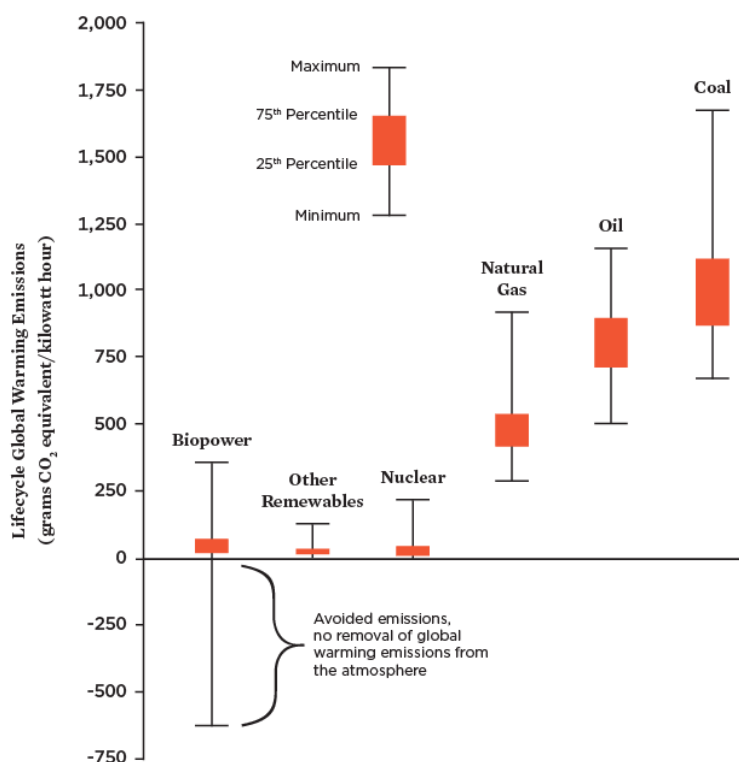 Lifecycle Global Warming Emissions
(grams CO₂ equivalent/kilowatt hour)
2,000
1,750
1,500
1,250
1,000
750
500
250
0
-250
-500
-750
Maximum
75th Percentile
25th Percentile
Minimum
Biopower
Other
Remewables
Nuclear
Natural
Gas
Oil
Coal
Avoided emissions,
no removal of global
warming emissions from
the atmosphere